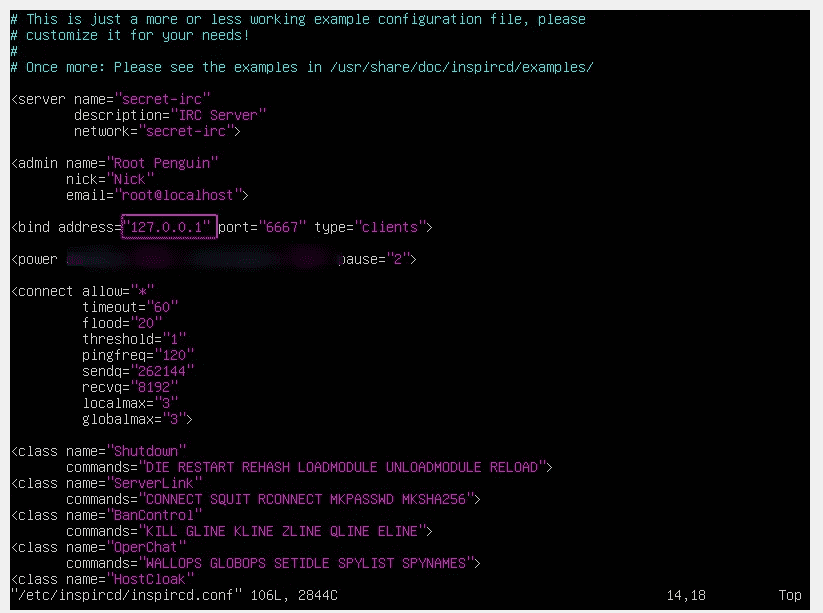 # This is just a more or less working example configuration file, please
# customize it for your needs!
#
# Once more: Please see the examples in /usr/share/doc/inspircd/examples/
<server name="secret-irc"
description="IRC Server"
network="secret-irc">
<admin name="Root Penguin"
nick="Nick"
email="root@localhost">
<bind address="127.0.0.1" port="6667" type="clients">
<power pause="2">
<connect allow="*"
timeout="60"
flood="20"
threshold="1"
pingfreq="120"
sendq="262144"
recvq="8192"
localmax="3"
globalmax="3">
<class name="Shutdown"
commands="DIE RESTART REHASH LOADMODULE UNLOADMODULE RELOAD">
<class name="ServerLink"
commands="CONNECT SQUIT RCONNECT MKPASSWD MKSHA256">
<class name="BanControl"
commands="KILL GLINE KLINE ZLINE QLINE ELINE">
<class name="OperChat"
commands="WALLOPS GLOBOPS SETIDLE SPYLIST SPYNAMES">
<class name="HostCloak"
"/etc/inspircd/inspircd.conf" 106L, 2844C 14,18 Top